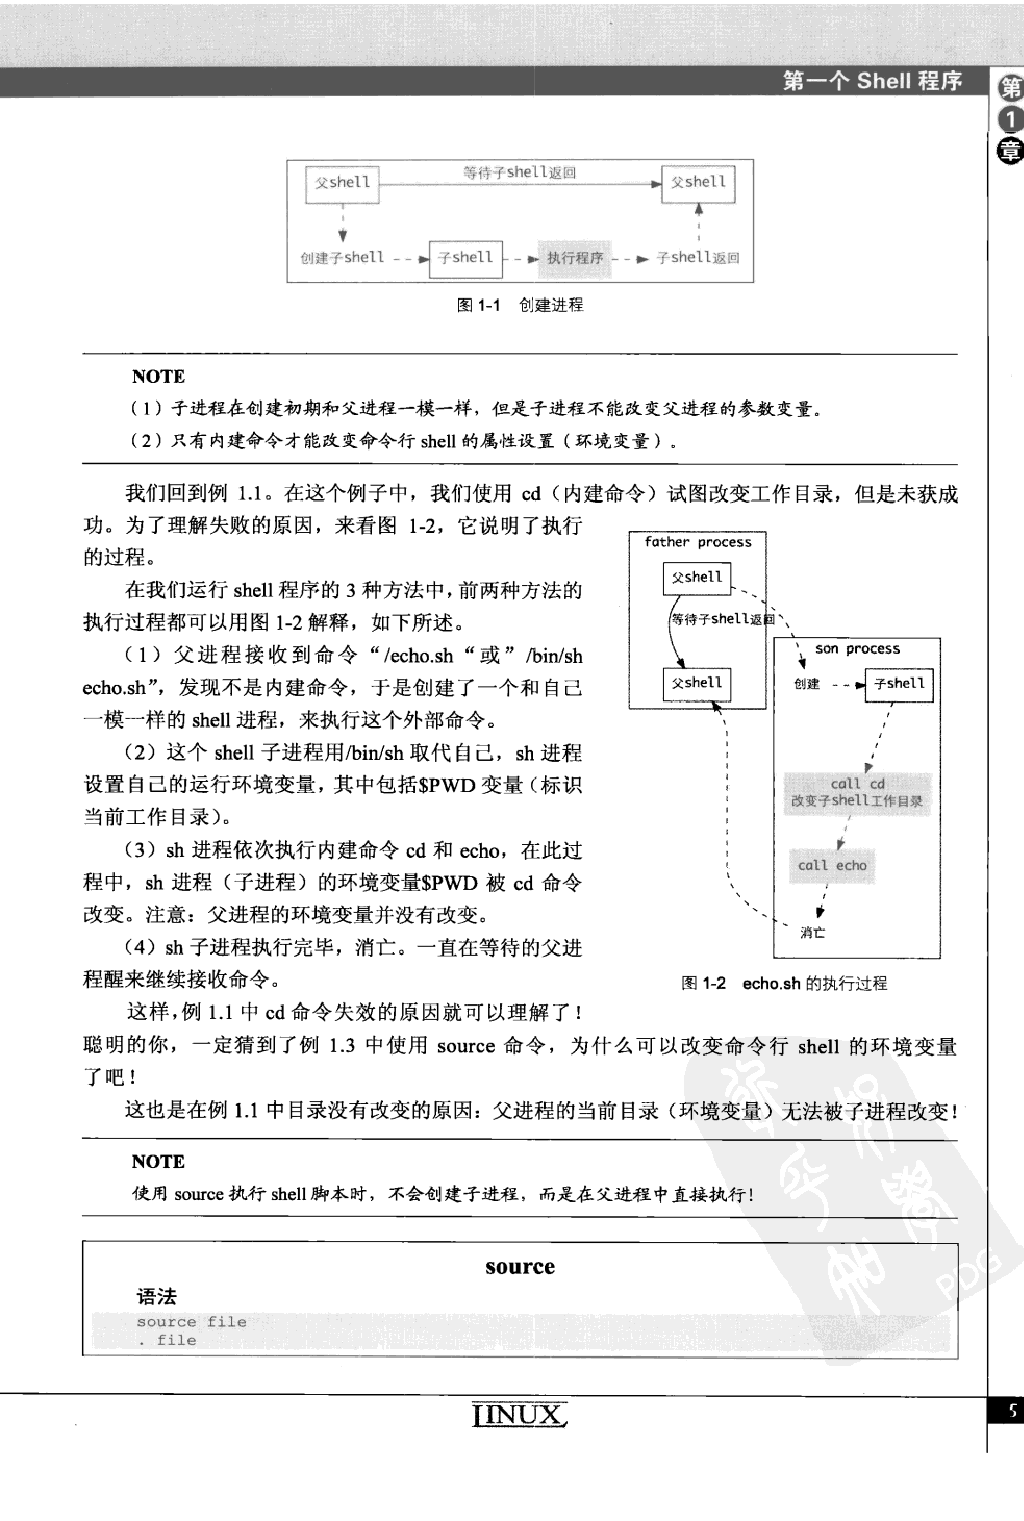 第一个 Shell 程序
第
1
章
父shell
等待子shell返回
父shell
创建子shell
子shell
执行程序
子shell返回
图 1-1 创建进程
NOTE
（1）子进程在创建初期和父进程一模一样，但是子进程不能改变父进程的参数变量。
（2）只有内建命令才能改变命令行 shell 的属性设置（环境变量）。
我们回到例 1.1。在这个例子中，我们使用 cd（内建命令）试图改变工作目录，但是未获成
功。为了理解失败的原因，来看图 1-2，它说明了执行
的过程。
在我们运行 shell 程序的 3 种方法中，前两种方法的
执行过程都可以用图 1-2 解释，如下所述。
（1）父进程接收到命令“./echo.sh“或”/bin/sh
echo.sh”，发现不是内建命令，于是创建了一个和自己
一模一样的 shell 进程，来执行这个外部命令。
（2）这个 shell 子进程用/bin/sh 取代自己，sh 进程
设置自己的运行环境变量，其中包括$PWD 变量（标识
当前工作目录）。
（3）sh 进程依次执行内建命令 cd 和 echo，在此过
程中，sh 进程（子进程）的环境变量$PWD 被 cd 命令
改变。注意：父进程的环境变量并没有改变。
（4）sh 子进程执行完毕，消亡。一直在等待的父进
程醒来继续接收命令。
这样，例 1.1 中 cd 命令失效的原因就可以理解了！
father process
父shell
等待子shell返回
父shell
son process
创建
子shell
call cd
改变子shell工作目录
call echo
消亡
图 1-2 echo.sh 的执行过程
聪明的你，一定猜到了例 1.3 中使用 source 命令，为什么可以改变命令行 shell 的环境变量
了吧！
这也是在例 1.1 中目录没有改变的原因：父进程的当前目录（环境变量）无法被子进程改变！
NOTE
使用 source 执行 shell 脚本时，不会创建子进程，而是在父进程中直接执行！
source
语法
source file
. file
PDG
LINUX
5